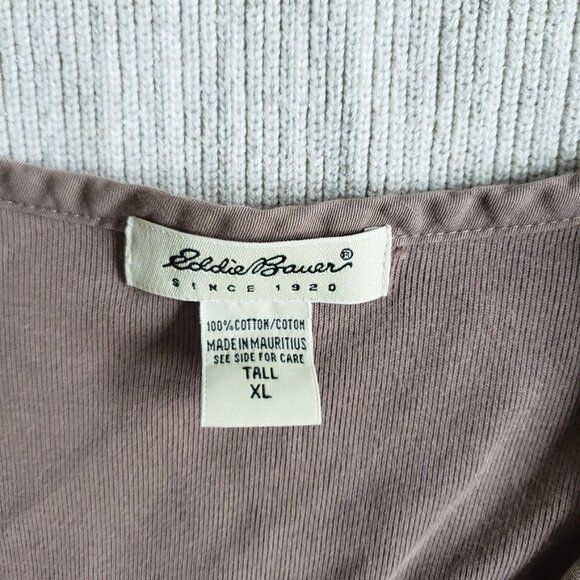 Eddie Bauer®
SINCE 1920
100% COTTON/COTON
MADE IN MAURITIUS
SEE SIDE FOR CARE
TALL
XL